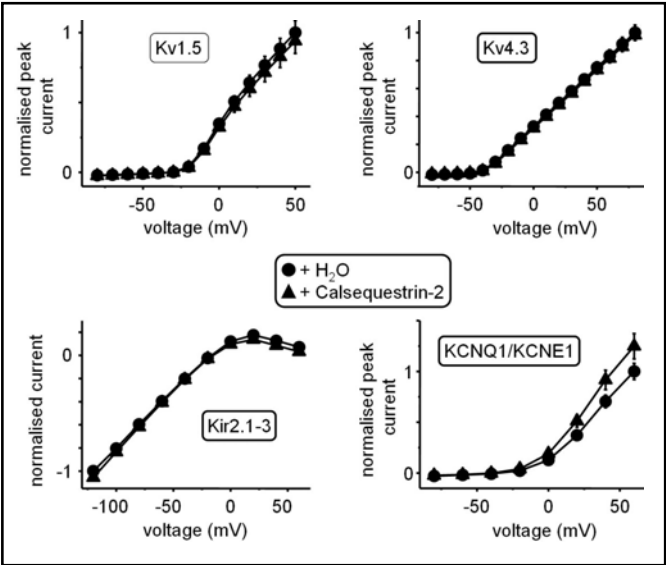 Kv1.5
normalised peak
current
1
0
-50
0
50
voltage (mV)
Kv4.3
normalised peak
current
1
0
-50
0
50
voltage (mV)
+ H₂O
+ Calsequestrin-2
Kir2.1-3
normalised current
0
-1
-100
-50
0
50
voltage (mV)
KCNQ1/KCNE1
normalised peak
current
1
0
-50
0
50
voltage (mV)